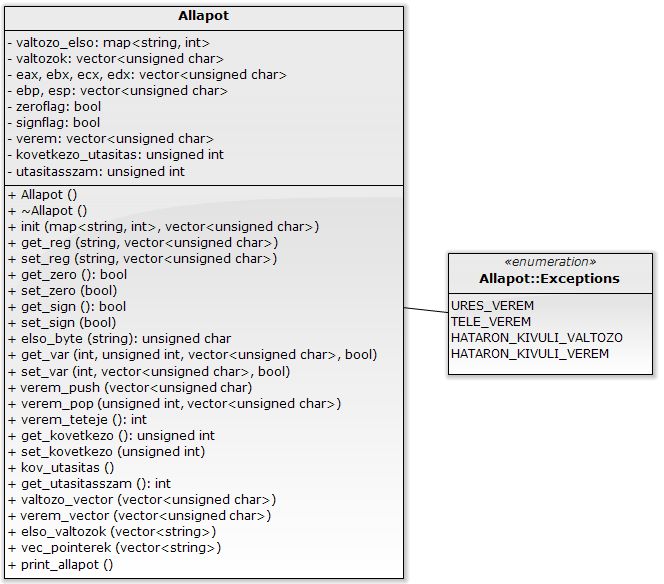 Allapot
- valtozo_elso: map<string, int>
- valtozok: vector<unsigned char>
- eax, ebx, ecx, edx: vector<unsigned char>
- ebp, esp: vector<unsigned char>
- zeroflag: bool
- signflag: bool
- verem: vector<unsigned char>
- kovetkezo_utasitas: unsigned int
- utasitasszam: unsigned int
+ Allapot ()
+ ~Allapot ()
+ init (map<string, int>, vector<unsigned char>)
+ get_reg (string, vector<unsigned char>)
+ set_reg (string, vector<unsigned char>)
+ get_zero (): bool
+ set_zero (bool)
+ get_sign (): bool
+ set_sign (bool)
+ elso_byte (string): unsigned char
+ get_var (int, unsigned int, vector<unsigned char>, bool)
+ set_var (int, vector<unsigned char>, bool)
+ verem_push (vector<unsigned char)
+ verem_pop (unsigned int, vector<unsigned char>)
+ verem_teteje (): int
+ get_kovetkezo (): unsigned int
+ set_kovetkezo (unsigned int)
+ kov_utasitas ()
+ get_utasitasszam (): int
+ valtozo_vector (vector<unsigned char>)
+ verem_vector (vector<unsigned char>)
+ elso_valtozok (vector<string>)
+ vec_pointerek (vector<string>)
+ print_allapot ()
«enumeration»
Allapot::Exceptions
URES_VEREM
TELE_VEREM
HATARON_KIVULI_VALTOZO
HATARON_KIVULI_VEREM